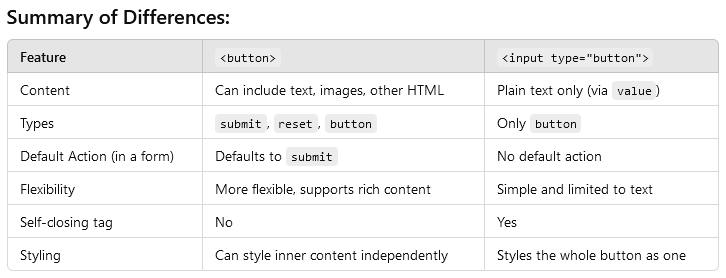 Summary of Differences:
Feature <button> <input type="button">
Content Can include text, images, other HTML Plain text only (via value)
Types submit, reset, button Only button
Default Action (in a form) Defaults to submit No default action
Flexibility More flexible, supports rich content Simple and limited to text
Self-closing tag No Yes
Styling Can style inner content independently Styles the whole button as one